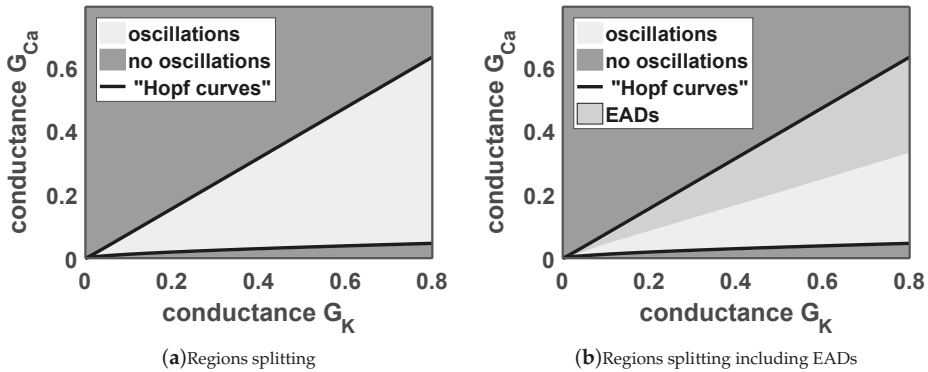 oscillations
no oscillations
"Hopf curves"
conductance G_Ca
0.6
0.4
0.2
0
0 0.2 0.4 0.6 0.8
conductance G_K
(a)Regions splitting
oscillations
no oscillations
"Hopf curves"
EADs
conductance G_Ca
0.6
0.4
0.2
0
0 0.2 0.4 0.6 0.8
conductance G_K
(b)Regions splitting including EADs